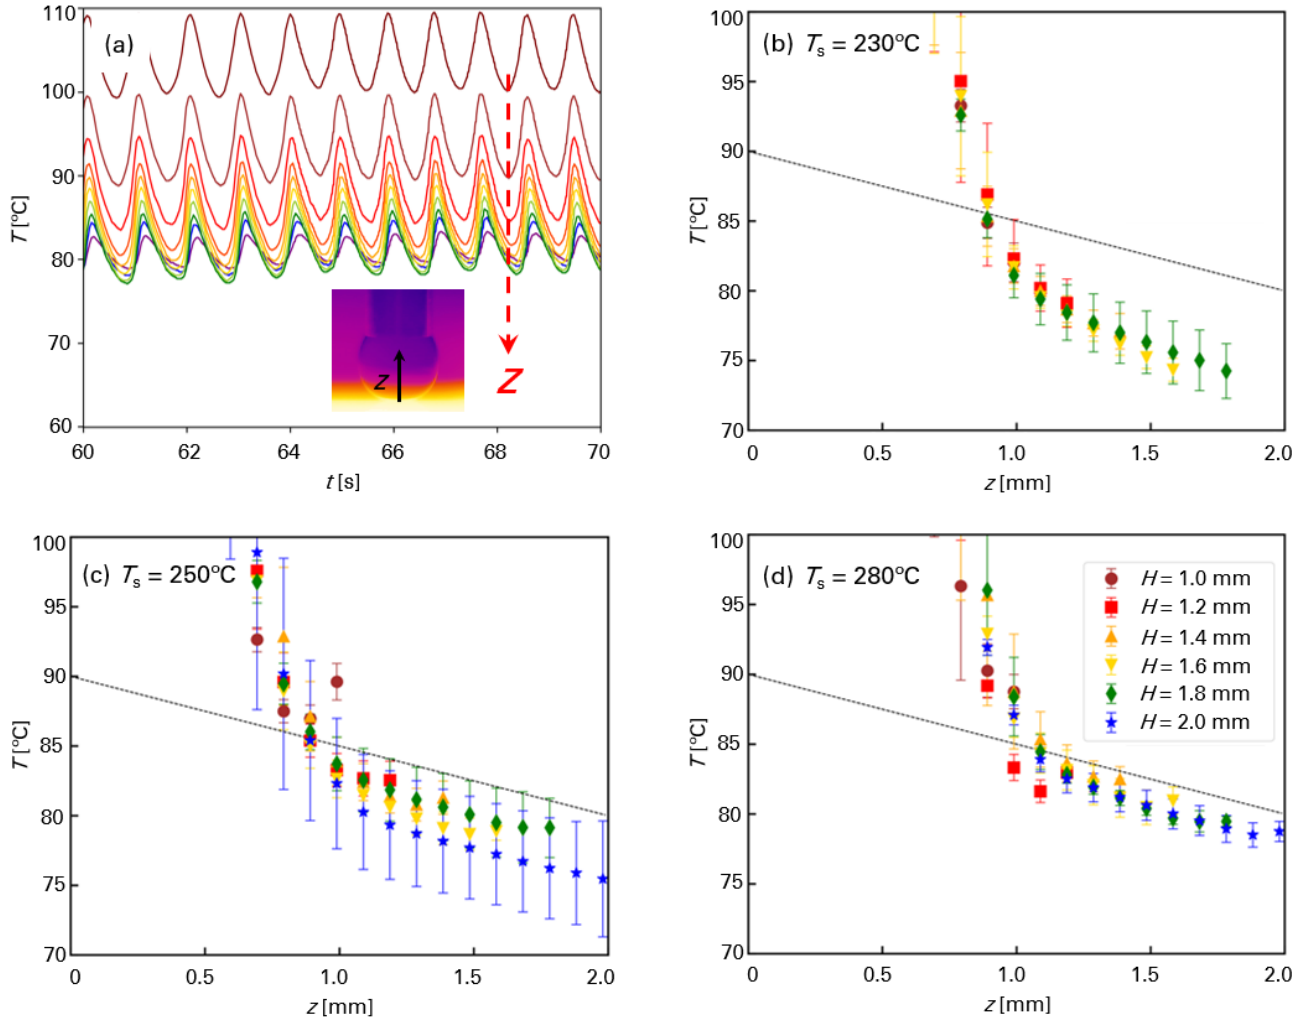 (a)
110
100
90
80
70
60
T [°C]
60
62
64
66
68
70
t [s]
z
Z
(b) Tₛ = 230°C
100
95
90
85
80
75
70
T [°C]
0
0.5
1.0
1.5
2.0
z [mm]
(c) Tₛ = 250°C
100
95
90
85
80
75
70
T [°C]
0
0.5
1.0
1.5
2.0
z [mm]
(d) Tₛ = 280°C
100
95
90
85
80
75
70
T [°C]
0
0.5
1.0
1.5
2.0
z [mm]
H = 1.0 mm
H = 1.2 mm
H = 1.4 mm
H = 1.6 mm
H = 1.8 mm
H = 2.0 mm